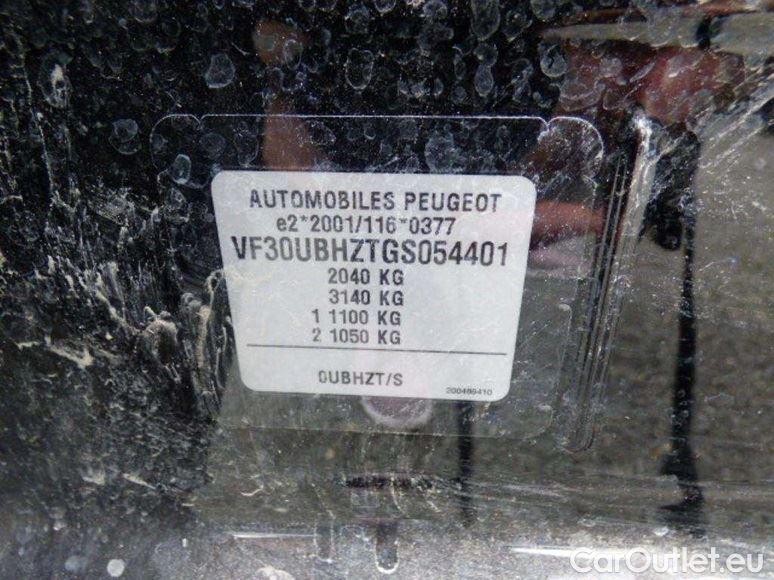 AUTOMOBILES PEUGEOT
e2*2001/116*0377
VF30UBHZTGS054401
2040 KG
3140 KG
1 1100 KG
2 1050 KG
0UBHZT/S
200489410
CarOutlet.eu